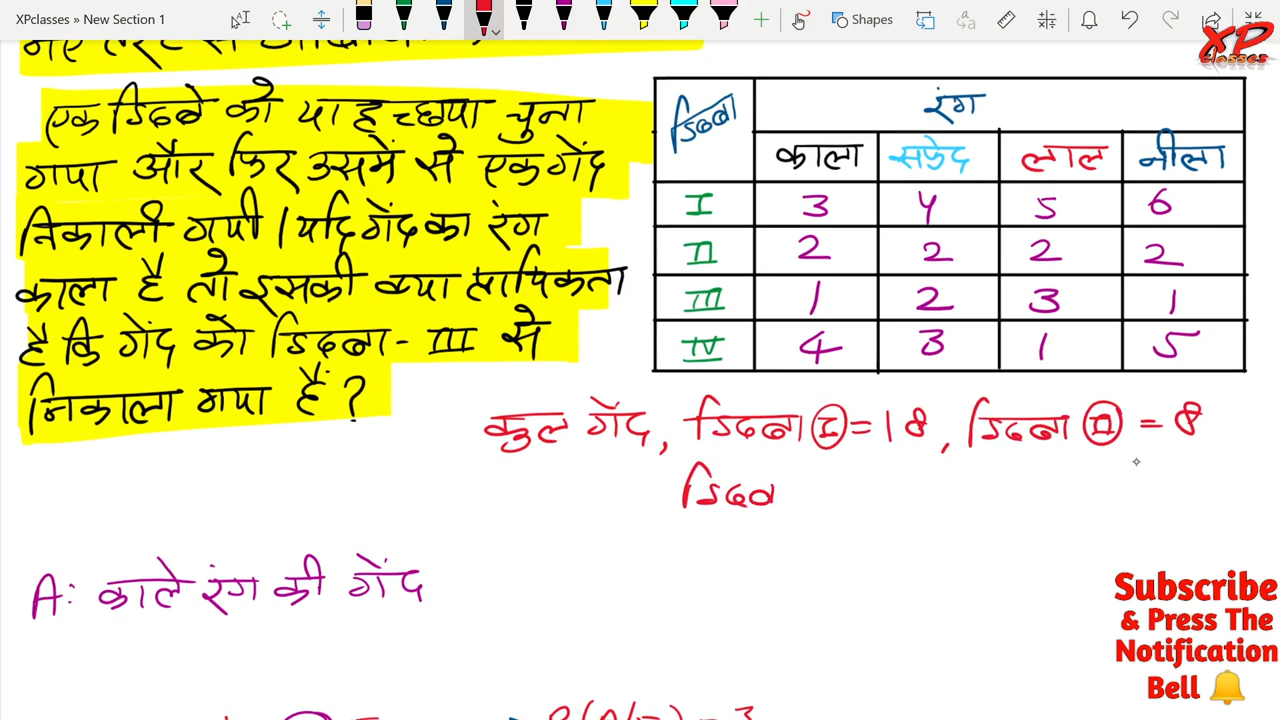 XPclasses » New Section 1
Shapes
XP
classes
एक डिब्बे को यादृच्छया चुना
गया और फिर उसमें से एक गेंद
निकाली गयी। यदि गेंद का रंग
काला है तो इसकी क्या प्रायिकता
है कि गेंद को डिब्बा - III से
निकाला गया है?
डिब्बा रंग
काला सफेद लाल नीला
I 3 4 5 6
II 2 2 2 2
III 1 2 3 1
IV 4 3 1 5
कुल गेंद, डिब्बा I = 18, डिब्बा II = 8
डिब्ब
A: काले रंग की गेंद
Subscribe
& Press The
Notification
Bell